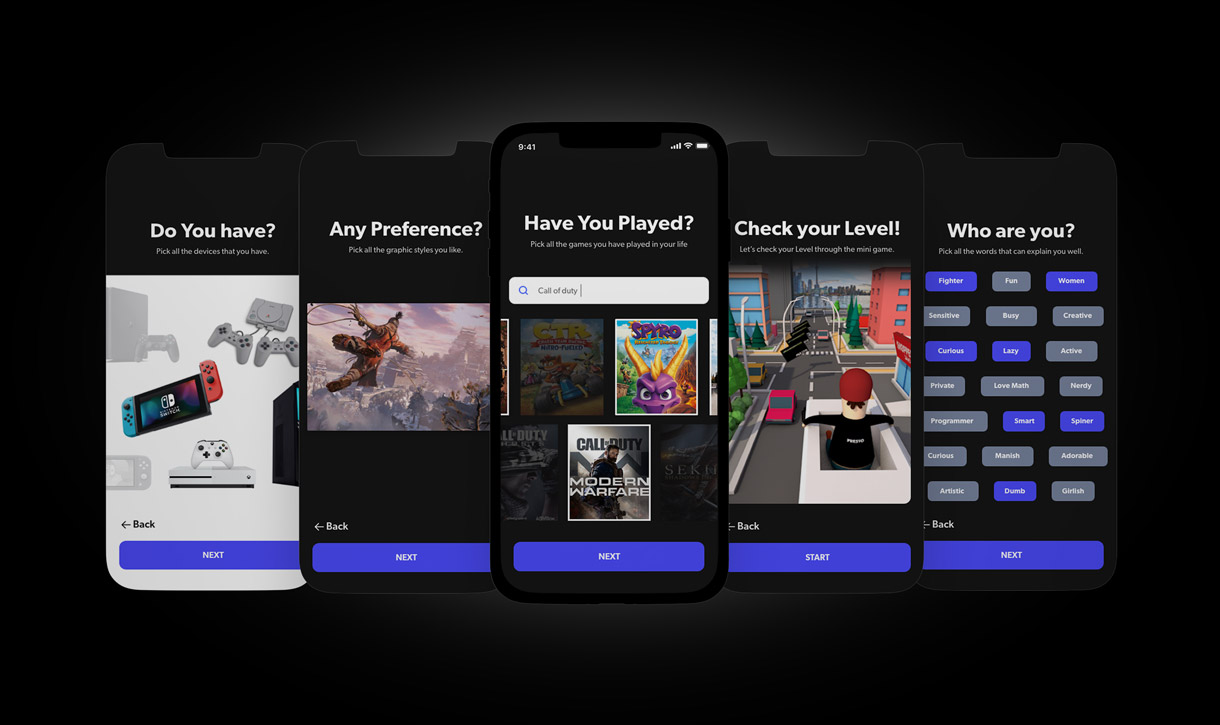 Do You have?
Pick all the devices that you have.
NINTENDO
SWITCH
Back
NEXT
Any Preference?
Pick all the graphic styles you like.
Back
NEXT
9:41
Have You Played?
Pick all the games you have played in your life
Call of duty
CTR
NITRO-FUELED
SPYRO
CALL OF DUTY
MODERN
WARFARE
SEKI
NEXT
Check your Level!
Let's check your Level through the mini game.
Back
START
Who are you?
Pick all the words that can explain you well.
Fighter Fun Women
Sensitive Busy Creative
Curious Lazy Active
Private Love Math Nerdy
Programmer Smart Spiner
Curious Manish Adorable
Artistic Dumb Girlish
Back
NEXT